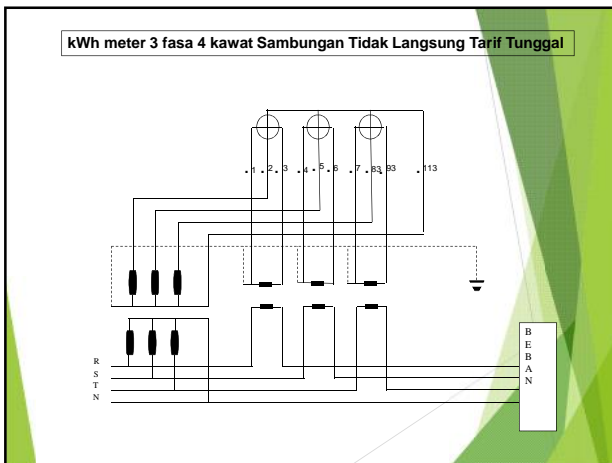 kWh meter 3 fasa 4 kawat Sambungan Tidak Langsung Tarif Tunggal
. 1 . 2 . 3 . 4 . 5 . 6 . 7 . 83 . 93 . 113
B
E
B
A
N
R
S
T
N